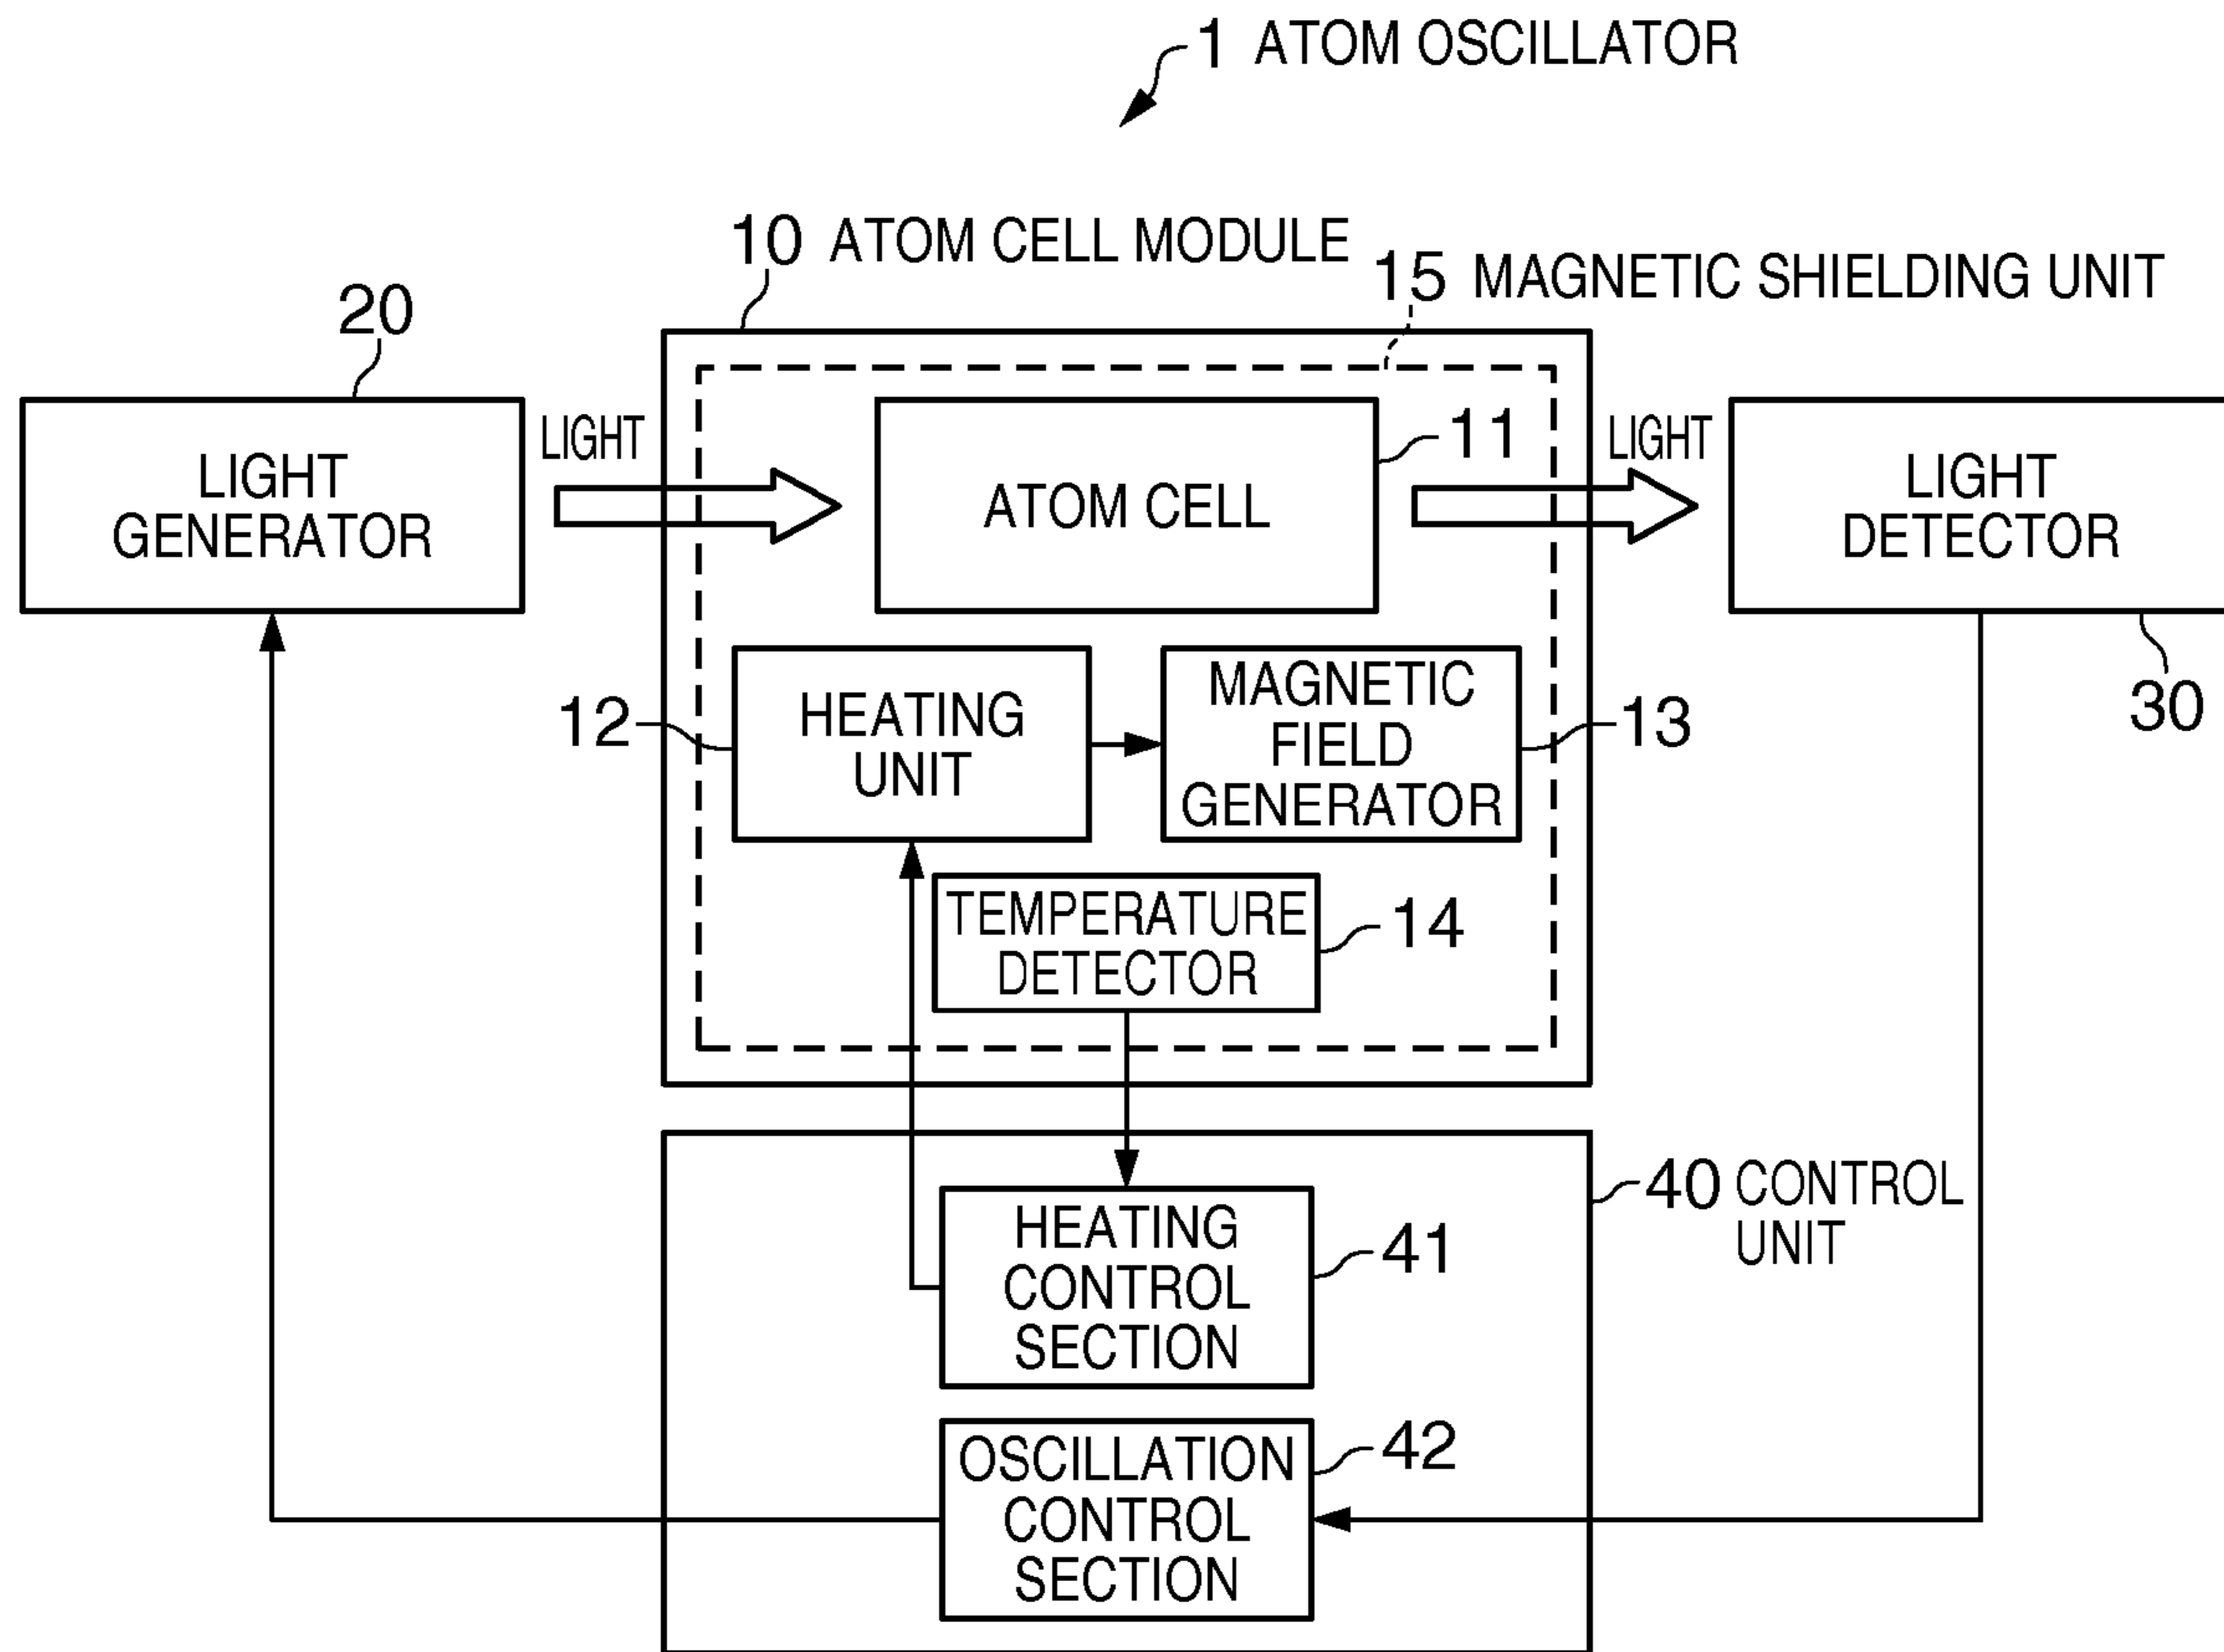 1 ATOM OSCILLATOR
10 ATOM CELL MODULE
15 MAGNETIC SHIELDING UNIT
20
LIGHT
GENERATOR
LIGHT
ATOM CELL
11
LIGHT
LIGHT
DETECTOR
30
12
HEATING
UNIT
MAGNETIC
FIELD
GENERATOR
13
TEMPERATURE
DETECTOR
14
40 CONTROL
UNIT
HEATING
CONTROL
SECTION
41
OSCILLATION
CONTROL
SECTION
42